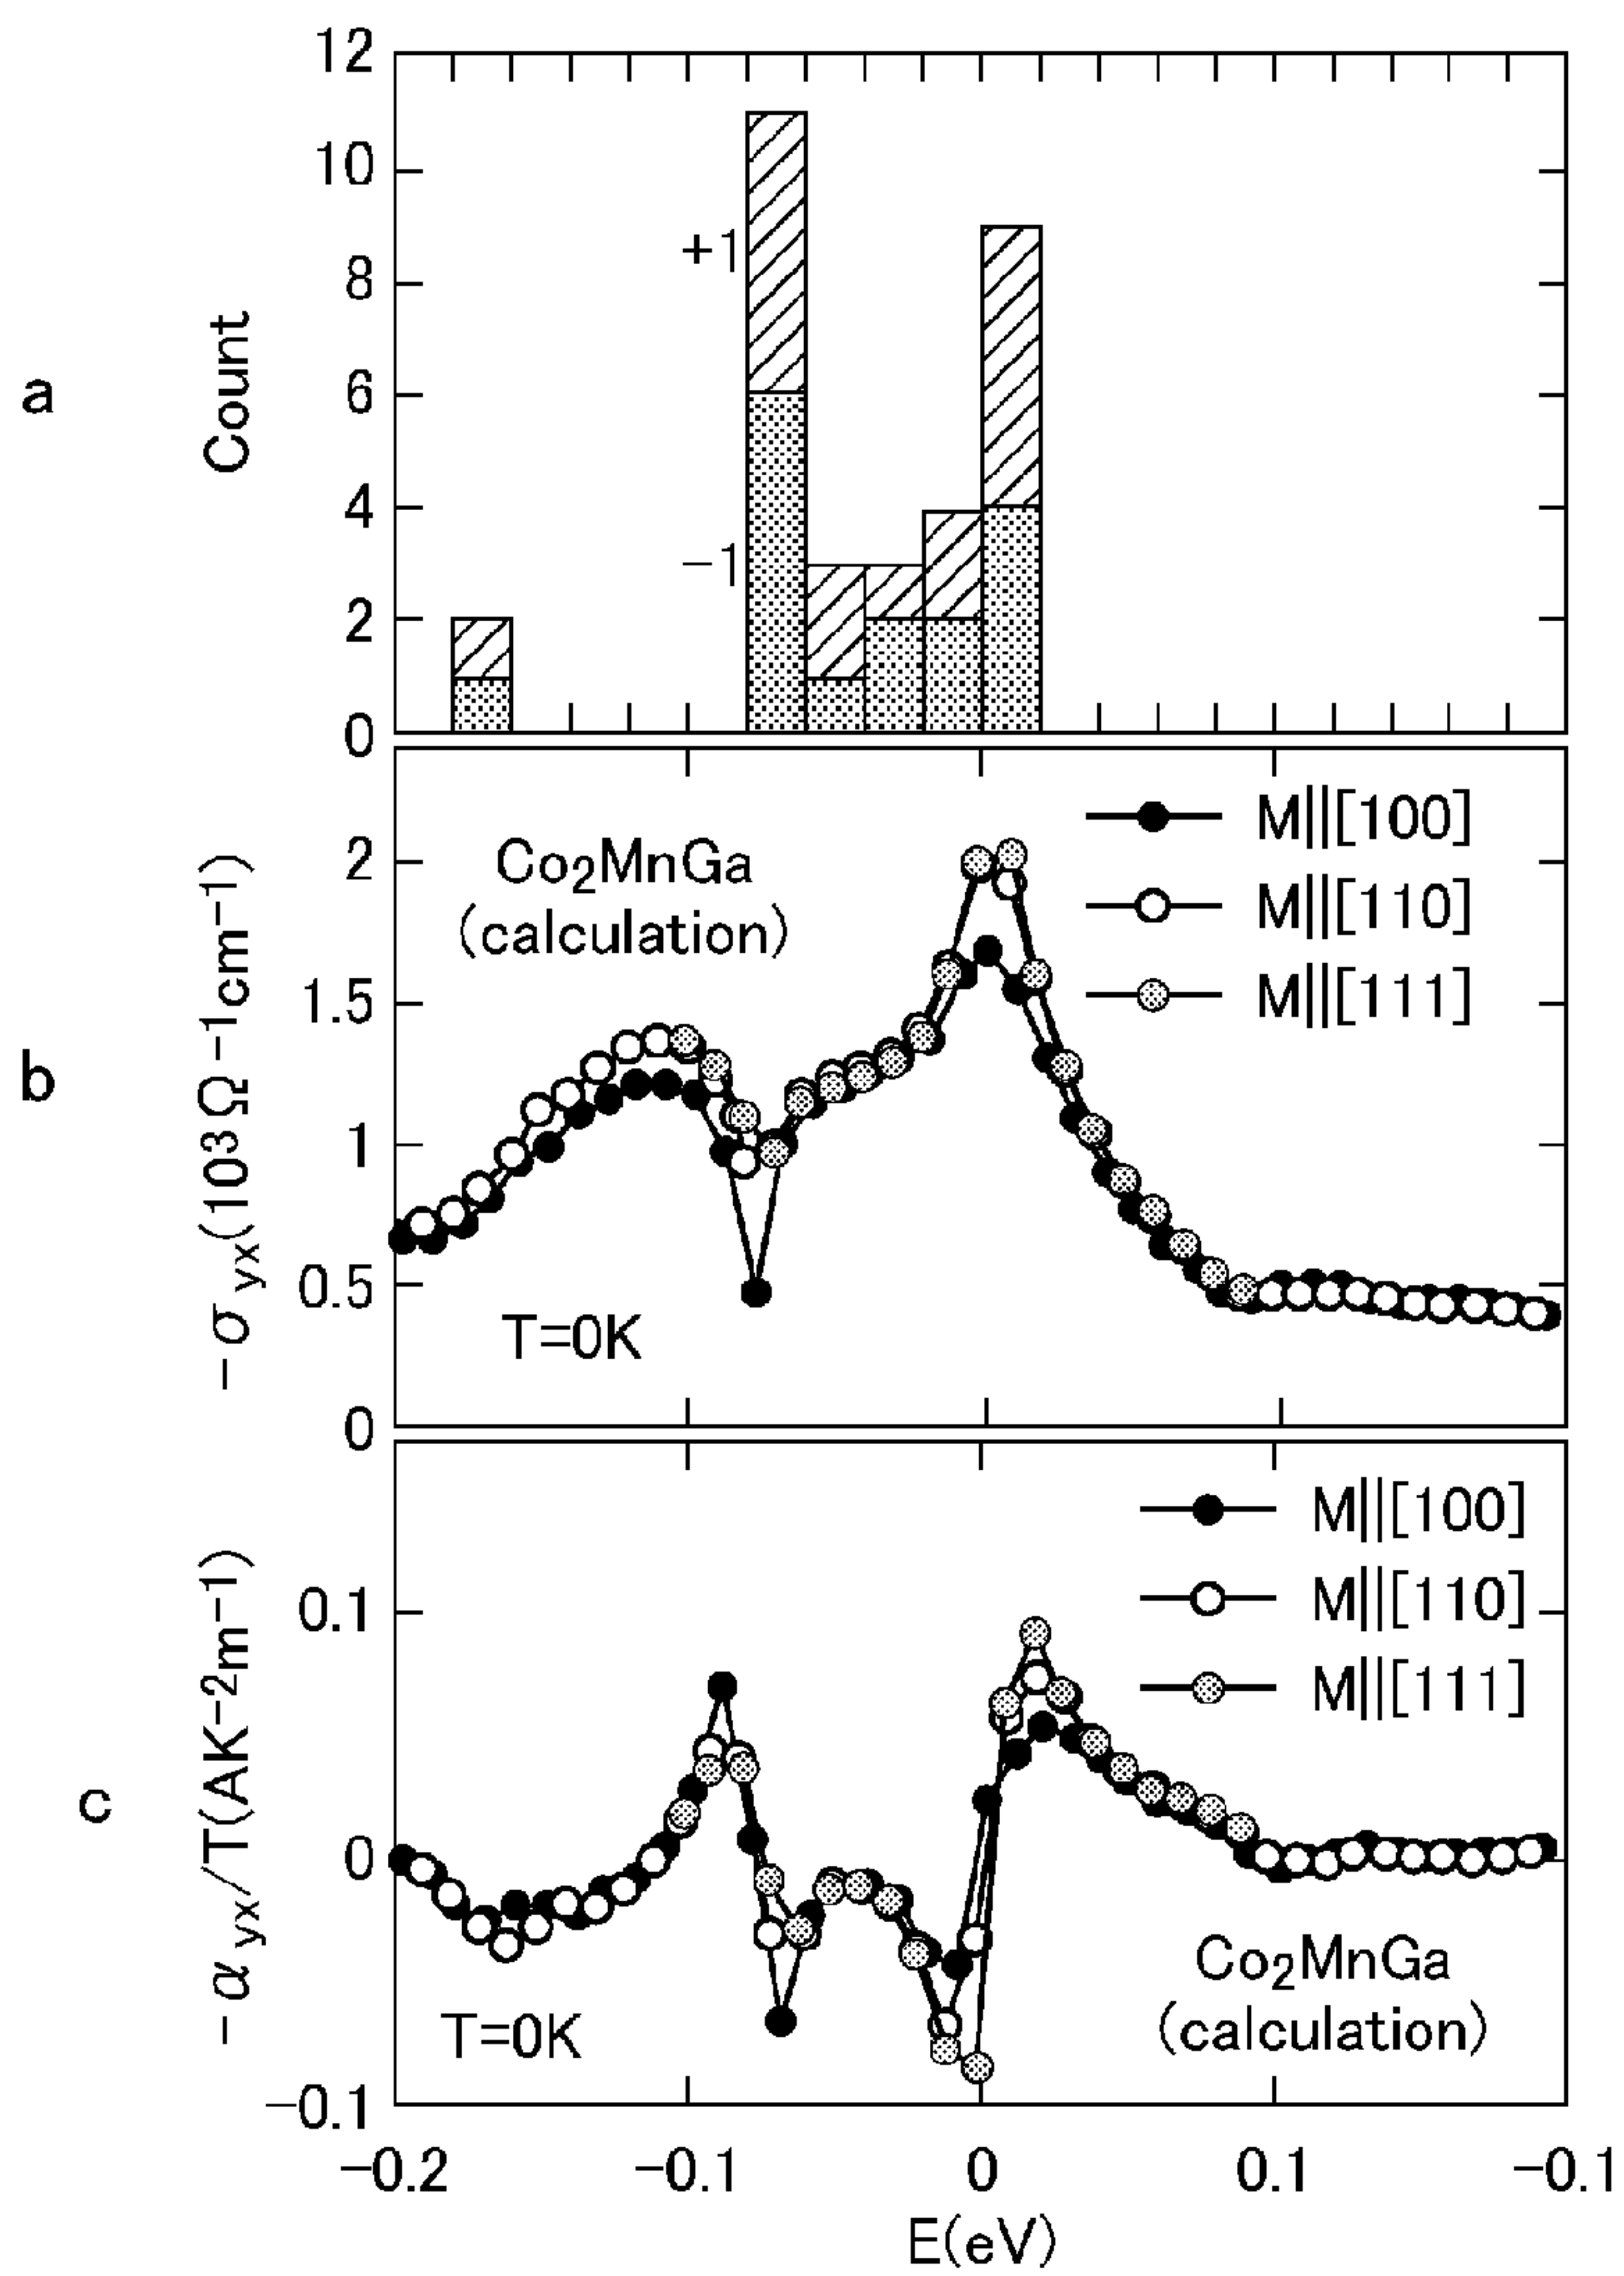 a
Count
12
10
8
6
4
2
0
+1
−1
b
−σyx(10³Ω−1cm−1)
2
1.5
1
0.5
0
Co₂MnGa
(calculation)
T=0K
M||[100]
M||[110]
M||[111]
c
−αyx/T(AK−2m−1)
0.1
0
−0.1
M||[100]
M||[110]
M||[111]
T=0K
Co₂MnGa
(calculation)
−0.2 −0.1 0 0.1 −0.1
E(eV)